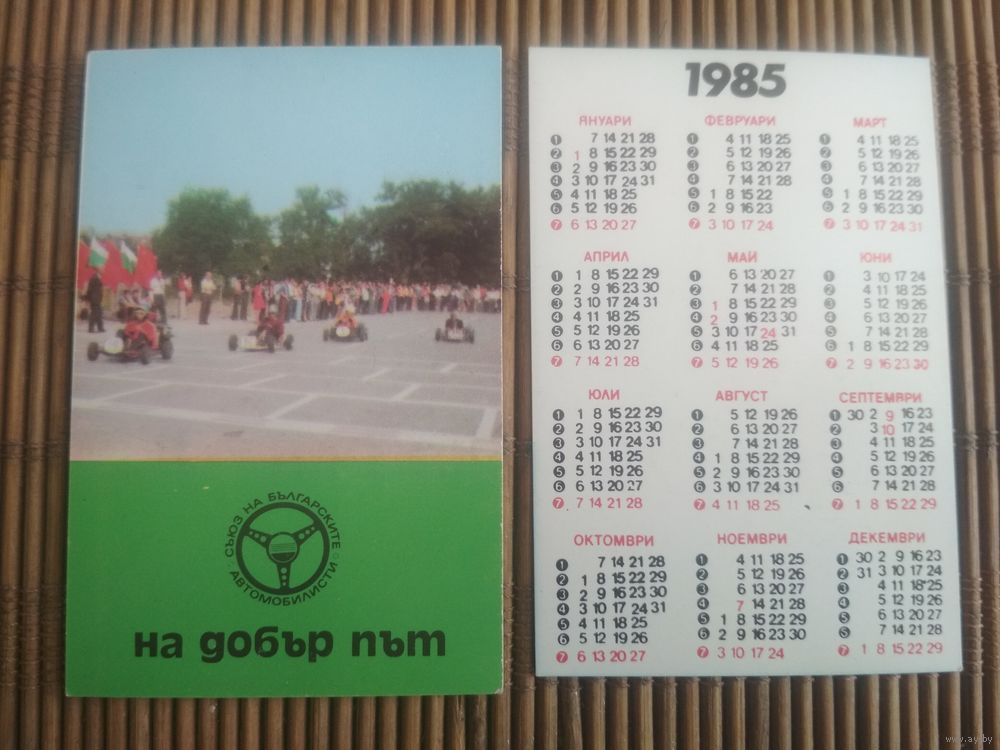 СЪЮЗ НА БЪЛГАРСКИТЕ
АВТОМОБИЛИСТИ
на добър път
1985
ЯНУАРИ
1 7 14 21 28
2 1 8 15 22 29
3 2 9 16 23 30
4 3 10 17 24 31
5 4 11 18 25
6 5 12 19 26
7 6 13 20 27
ФЕВРУАРИ
1 4 11 18 25
2 5 12 19 26
3 6 13 20 27
4 7 14 21 28
5 1 8 15 22
6 2 9 16 23
7 3 10 17 24
МАРТ
1 4 11 18 25
2 5 12 19 26
3 6 13 20 27
4 7 14 21 28
5 1 8 15 22 29
6 2 9 16 23 30
7 3 10 17 24 31
АПРИЛ
1 1 8 15 22 29
2 2 9 16 23 30
3 3 10 17 24
4 4 11 18 25
5 5 12 19 26
6 6 13 20 27
7 7 14 21 28
МАЙ
1 6 13 20 27
2 7 14 21 28
3 1 8 15 22 29
4 2 9 16 23 30
5 3 10 17 24 31
6 4 11 18 25
7 5 12 19 26
ЮНИ
1 3 10 17 24
2 4 11 18 25
3 5 12 19 26
4 6 13 20 27
5 7 14 21 28
6 1 8 15 22 29
7 2 9 16 23 30
ЮЛИ
1 1 8 15 22 29
2 2 9 16 23 30
3 3 10 17 24 31
4 4 11 18 25
5 5 12 19 26
6 6 13 20 27
7 7 14 21 28
АВГУСТ
1 5 12 19 26
2 6 13 20 27
3 7 14 21 28
4 1 8 15 22 29
5 2 9 16 23 30
6 3 10 17 24 31
7 4 11 18 25
СЕПТЕМВРИ
1 30 2 9 16 23
2 3 10 17 24
3 4 11 18 25
4 5 12 19 26
5 6 13 20 27
6 7 14 21 28
7 1 8 15 22 29
ОКТОМВРИ
1 7 14 21 28
2 1 8 15 22 29
3 2 9 16 23 30
4 3 10 17 24 31
5 4 11 18 25
6 5 12 19 26
7 6 13 20 27
НОЕМВРИ
1 4 11 18 25
2 5 12 19 26
3 6 13 20 27
4 7 14 21 28
5 1 8 15 22 29
6 2 9 16 23 30
7 3 10 17 24
ДЕКЕМВРИ
1 30 2 9 16 23
2 31 3 10 17 24
3 4 11 18 25
4 5 12 19 26
5 6 13 20 27
6 7 14 21 28
7 1 8 15 22 29
www.ay.by